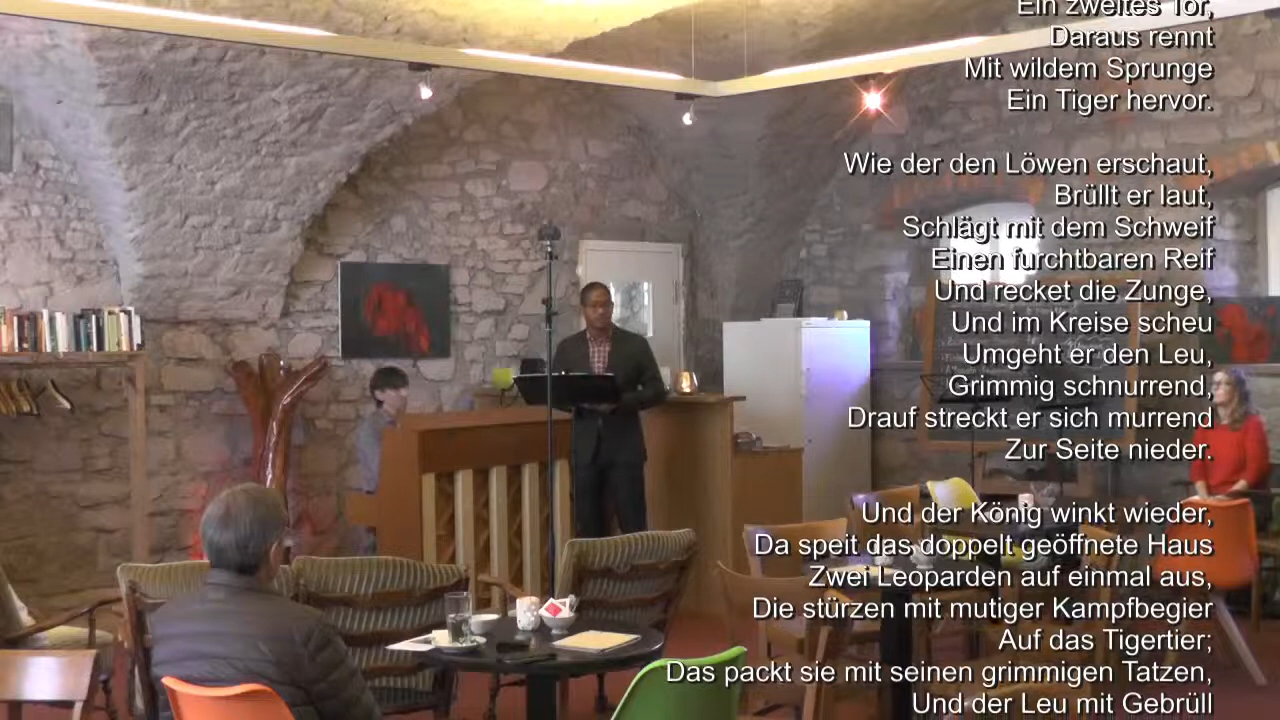 Ein zweites Tor,
Daraus rennt
Mit wildem Sprunge
Ein Tiger hervor.
Wie der den Löwen erschaut,
Brüllt er laut,
Schlägt mit dem Schweif
Einen furchtbaren Reif
Und recket die Zunge,
Und im Kreise scheu
Umgeht er den Leu,
Grimmig schnurrend,
Drauf streckt er sich murrend
Zur Seite nieder.
Und der König winkt wieder,
Da speit das doppelt geöffnete Haus
Zwei Leoparden auf einmal aus,
Die stürzen mit mutiger Kampfbegier
Auf das Tigertier;
Das packt sie mit seinen grimmigen Tatzen,
Und der Leu mit Gebrüll